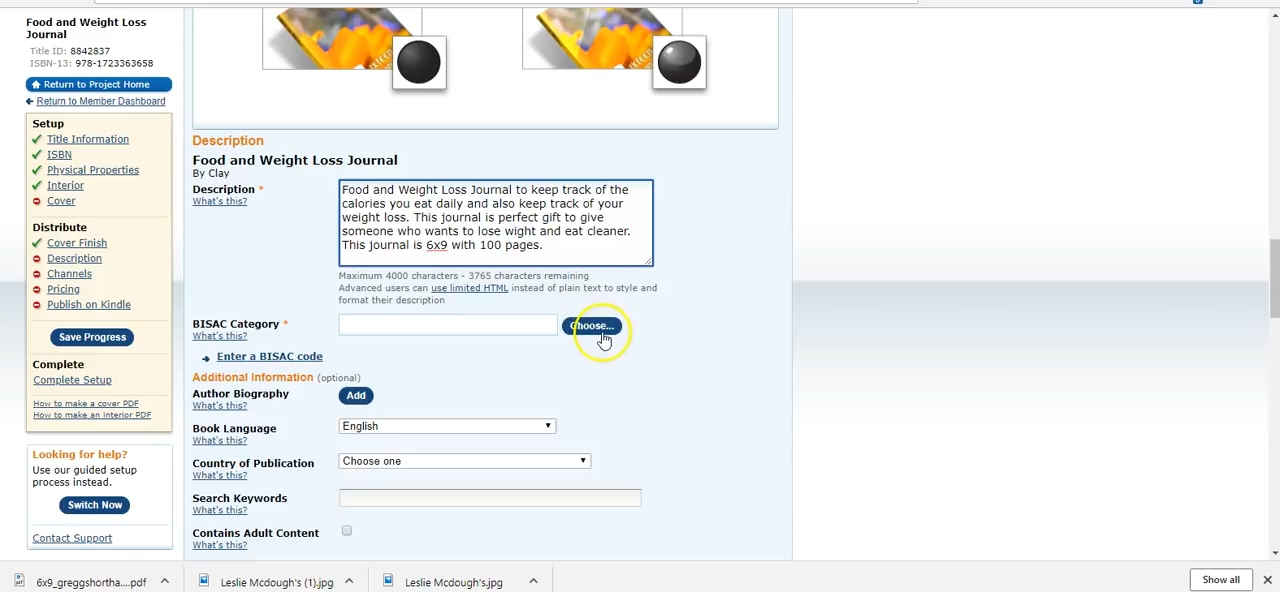 Food and Weight Loss
Journal
Title ID: 8842837
ISBN-13: 978-1723363658
Return to Project Home
Return to Member Dashboard
Setup
Title Information
ISBN
Physical Properties
Interior
Cover
Distribute
Cover Finish
Description
Channels
Pricing
Publish on Kindle
Save Progress
Complete
Complete Setup
How to make a cover PDF
How to make an interior PDF
Looking for help?
Use our guided setup
process instead.
Switch Now
Contact Support
Description
Food and Weight Loss Journal
By Clay
Description *
What's this?
Food and Weight Loss Journal to keep track of the
calories you eat daily and also keep track of your
weight loss. This journal is perfect gift to give
someone who wants to lose wight and eat cleaner.
This journal is 6x9 with 100 pages.
Maximum 4000 characters - 3765 characters remaining
Advanced users can use limited HTML instead of plain text to style and
format their description
BISAC Category *
What's this?
Choose...
Enter a BISAC code
Additional Information (optional)
Author Biography
What's this?
Add
Book Language
What's this?
English
Country of Publication
What's this?
Choose one
Search Keywords
What's this?
Contains Adult Content
What's this?
6x9_greggshortha....pdf
Leslie Mcdough's (1).jpg
Leslie Mcdough's.jpg
Show all